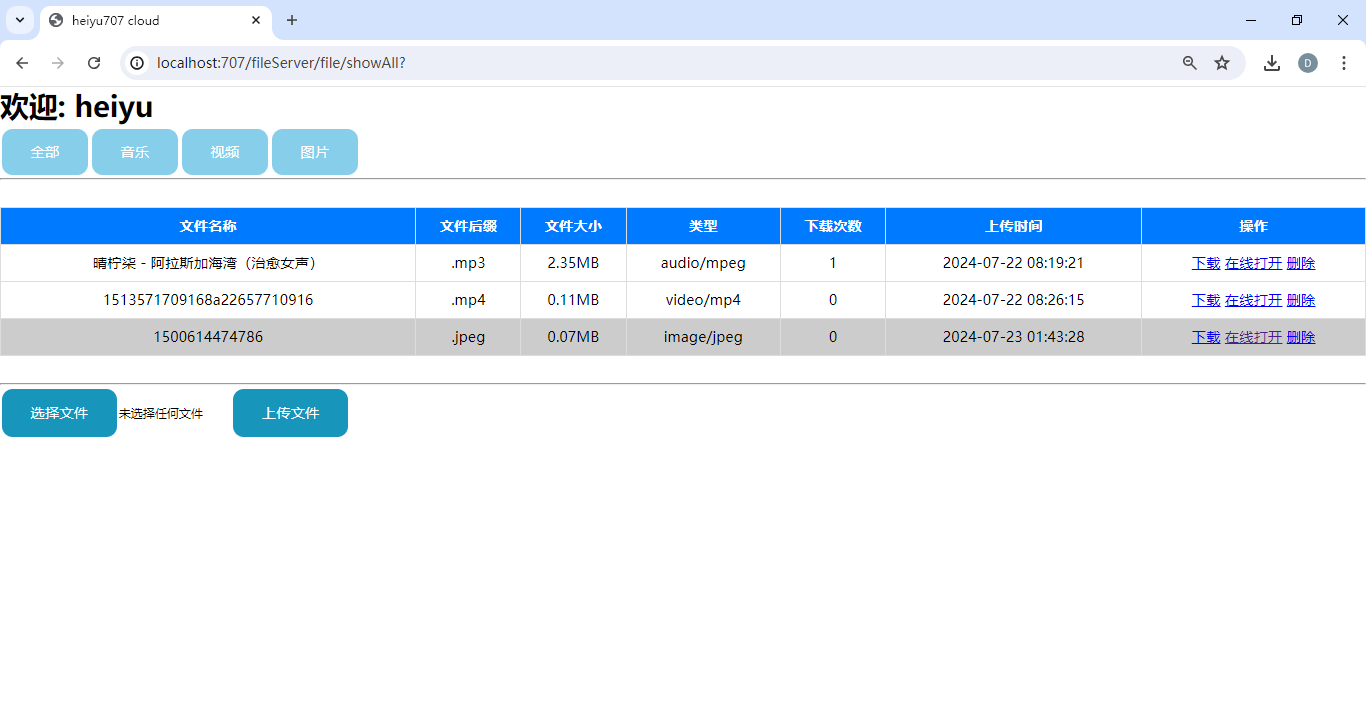 heiyu707 cloud
localhost:707/fileServer/file/showAll?
D
欢迎: heiyu
全部 音乐 视频 图片
文件名称 文件后缀 文件大小 类型 下载次数 上传时间 操作
晴柠柒 - 阿拉斯加海湾（治愈女声） .mp3 2.35MB audio/mpeg 1 2024-07-22 08:19:21 下载 在线打开 删除
1513571709168a22657710916 .mp4 0.11MB video/mp4 0 2024-07-22 08:26:15 下载 在线打开 删除
1500614474786 .jpeg 0.07MB image/jpeg 0 2024-07-23 01:43:28 下载 在线打开 删除
选择文件 未选择任何文件 上传文件